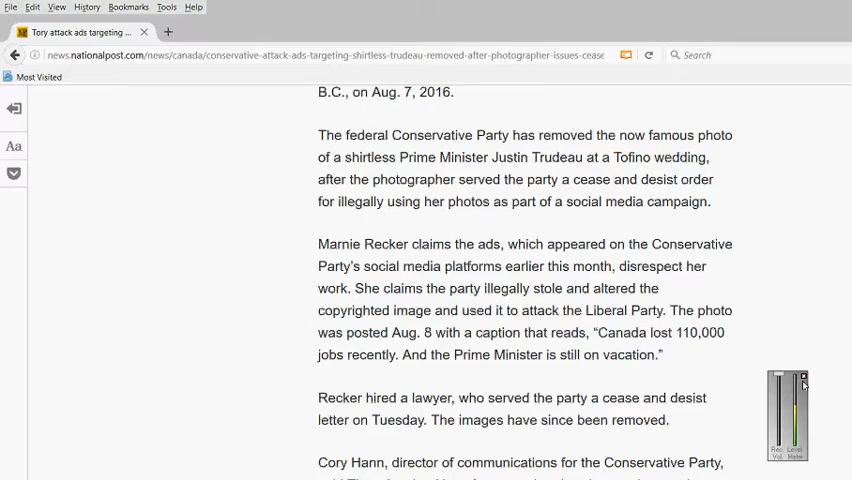 File Edit View History Bookmarks Tools Help
Tory attack ads targeting ...
news.nationalpost.com/news/canada/conservative-attack-ads-targeting-shirtless-trudeau-removed-after-photographer-issues-cease
Search
Most Visited
B.C., on Aug. 7, 2016.
Aa
The federal Conservative Party has removed the now famous photo
of a shirtless Prime Minister Justin Trudeau at a Tofino wedding,
after the photographer served the party a cease and desist order
for illegally using her photos as part of a social media campaign.
Marnie Recker claims the ads, which appeared on the Conservative
Party’s social media platforms earlier this month, disrespect her
work. She claims the party illegally stole and altered the
copyrighted image and used it to attack the Liberal Party. The photo
was posted Aug. 8 with a caption that reads, “Canada lost 110,000
jobs recently. And the Prime Minister is still on vacation.”
Recker hired a lawyer, who served the party a cease and desist
letter on Tuesday. The images have since been removed.
Rec. Level
Vol
Cory Hann, director of communications for the Conservative Party,